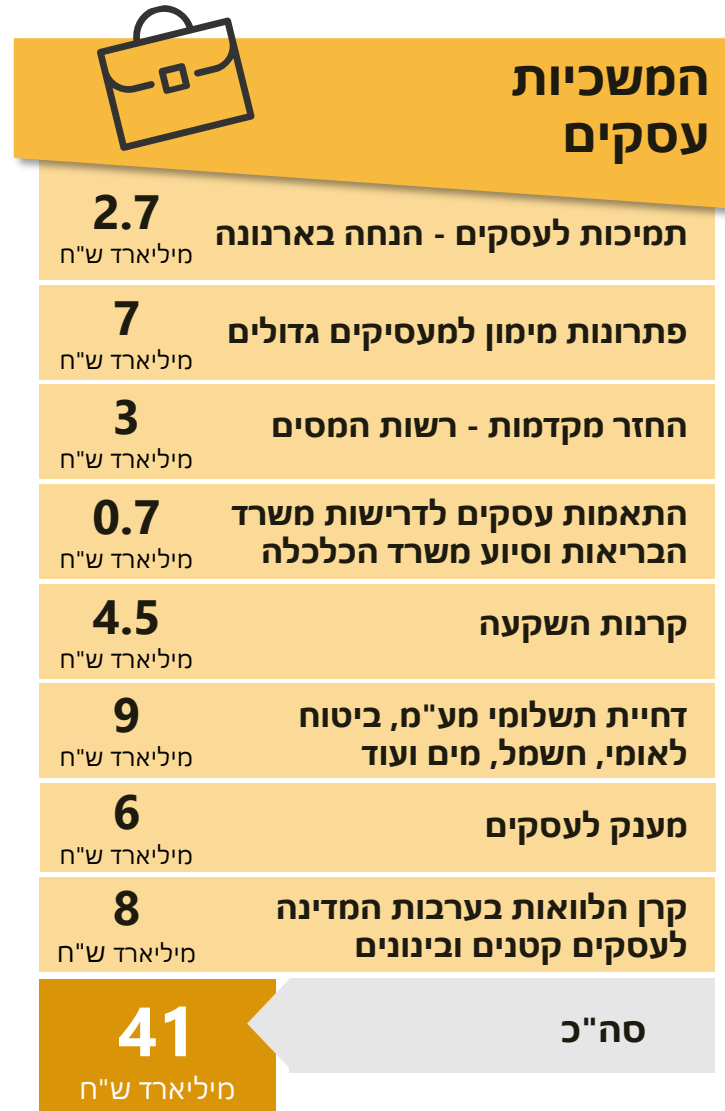 המשכיות
עסקים
תמיכות לעסקים - הנחה בארנונה
2.7
מיליארד ש"ח
פתרונות מימון למעסיקים גדולים
7
מיליארד ש"ח
החזר מקדמות - רשות המסים
3
מיליארד ש"ח
התאמות עסקים לדרישות משרד
הבריאות וסיוע משרד הכלכלה
0.7
מיליארד ש"ח
קרנות השקעה
4.5
מיליארד ש"ח
דחיית תשלומי מע"מ, ביטוח
לאומי, חשמל, מים ועוד
9
מיליארד ש"ח
מענק לעסקים
6
מיליארד ש"ח
קרן הלוואות בערבות המדינה
לעסקים קטנים ובינונים
8
מיליארד ש"ח
סה"כ
41
מיליארד ש"ח